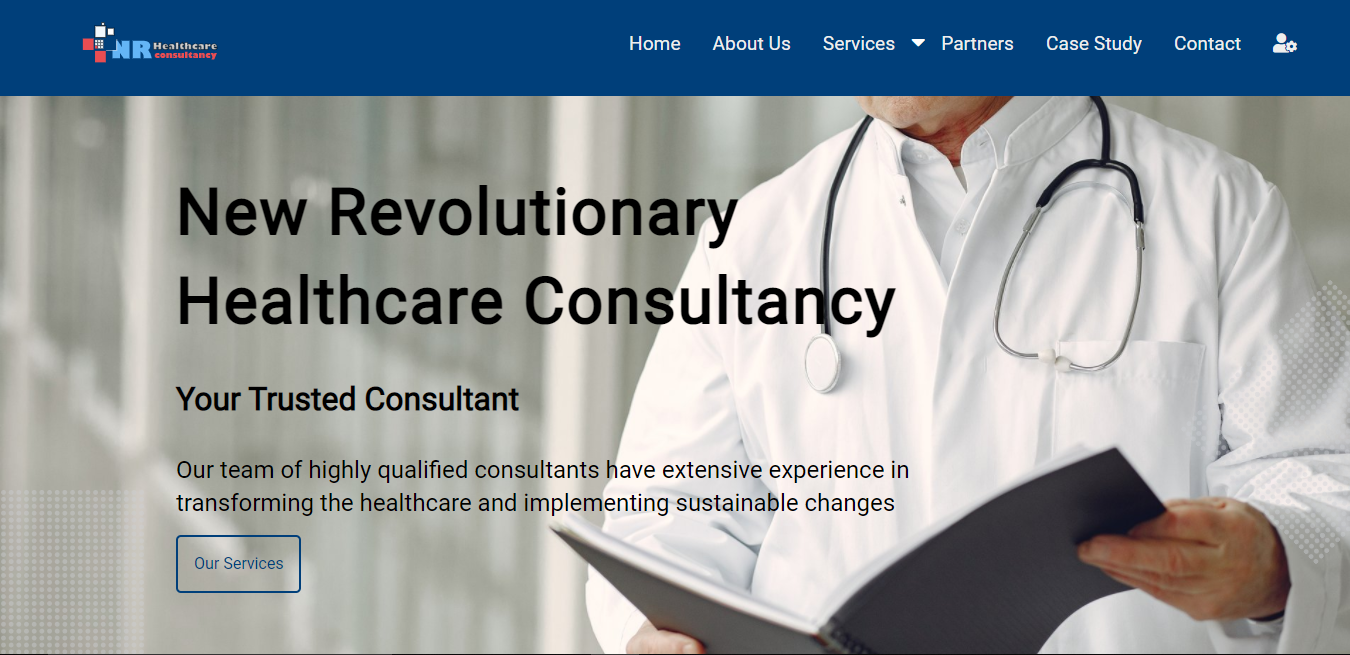 NR Healthcare
consultancy
Home About Us Services Partners Case Study Contact
New Revolutionary
Healthcare Consultancy
Your Trusted Consultant
Our team of highly qualified consultants have extensive experience in
transforming the healthcare and implementing sustainable changes
Our Services